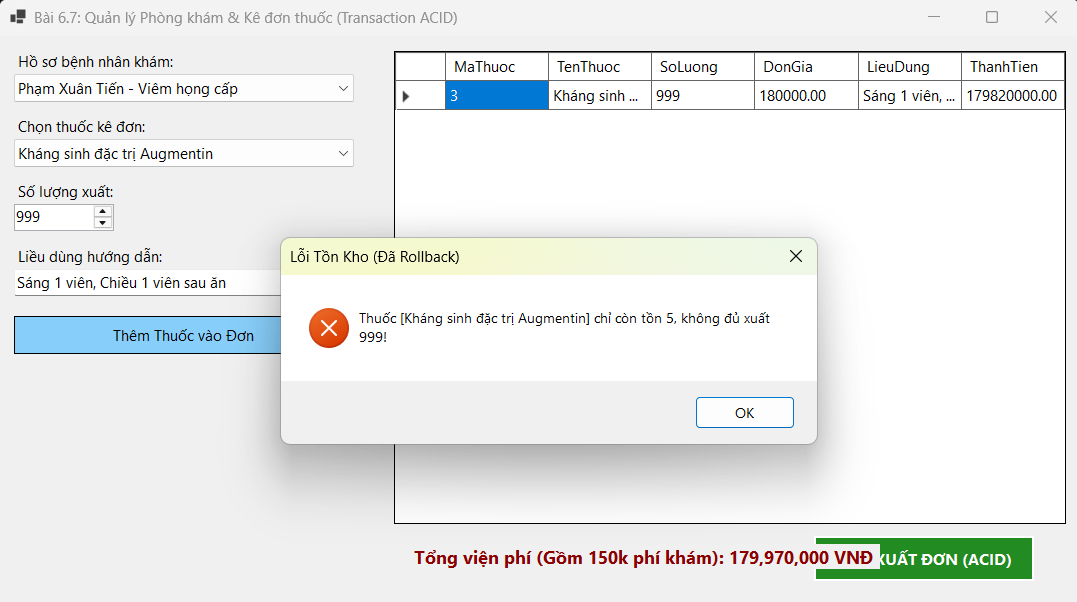 Bài 6.7: Quản lý Phòng khám & Kê đơn thuốc (Transaction ACID)
Hồ sơ bệnh nhân khám:
Phạm Xuân Tiến - Viêm họng cấp
Chọn thuốc kê đơn:
Kháng sinh đặc trị Augmentin
Số lượng xuất:
999
Liều dùng hướng dẫn:
Sáng 1 viên, Chiều 1 viên sau ăn
Thêm Thuốc vào Đơn
MaThuoc TenThuoc SoLuong DonGia LieuDung ThanhTien
3 Kháng sinh ... 999 180000.00 Sáng 1 viên, ... 179820000.00
Lỗi Tồn Kho (Đã Rollback)
Thuốc [Kháng sinh đặc trị Augmentin] chỉ còn tồn 5, không đủ xuất
999!
OK
Tổng viện phí (Gồm 150k phí khám): 179,970,000 VNĐ
XUẤT ĐƠN (ACID)